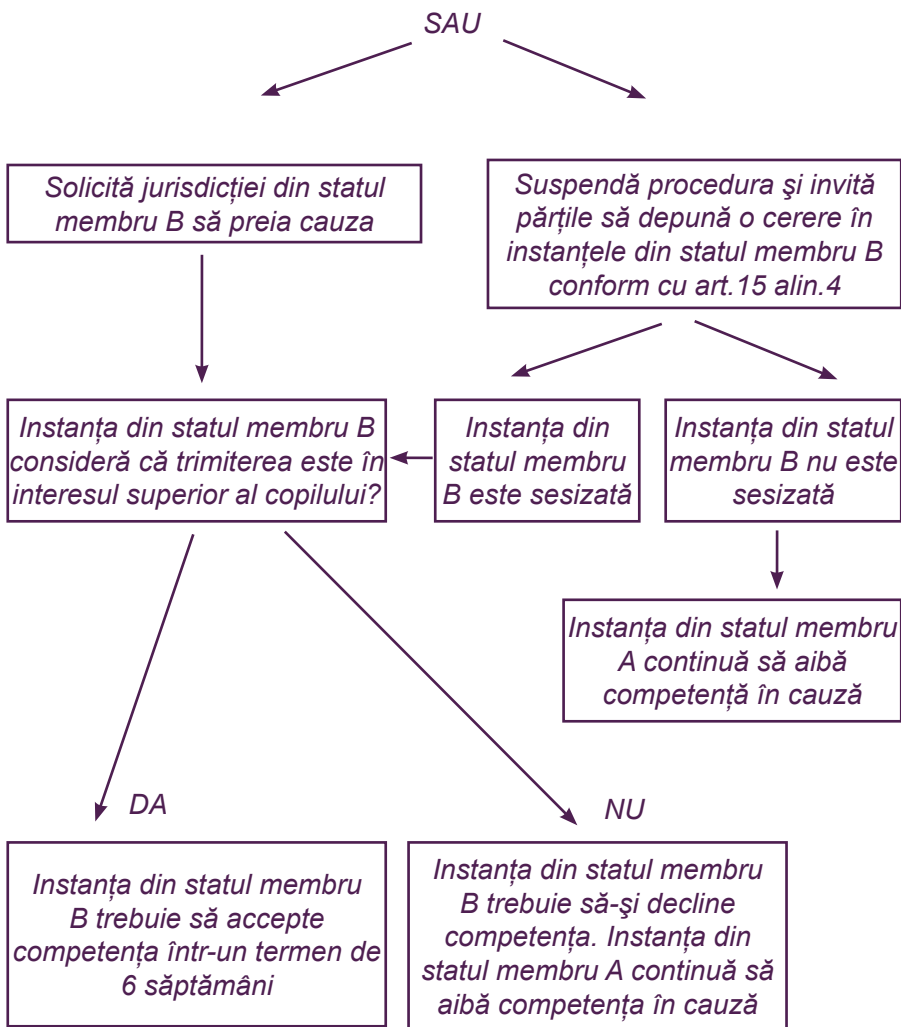 SAU
Solicită jurisdicției din statul
membru B să preia cauza
Suspendă procedura şi invită
părțile să depună o cerere în
instanțele din statul membru B
conform cu art.15 alin.4
Instanța din statul membru B
consideră că trimiterea este în
interesul superior al copilului?
Instanța din
statul membru
B este sesizată
Instanța din statul
membru B nu este
sesizată
Instanța din statul membru
A continuă să aibă
competență în cauză
DA
NU
Instanța din statul membru
B trebuie să accepte
competența într-un termen de
6 săptămâni
Instanța din statul membru
B trebuie să-şi decline
competența. Instanța din
statul membru A continuă să
aibă competența în cauză